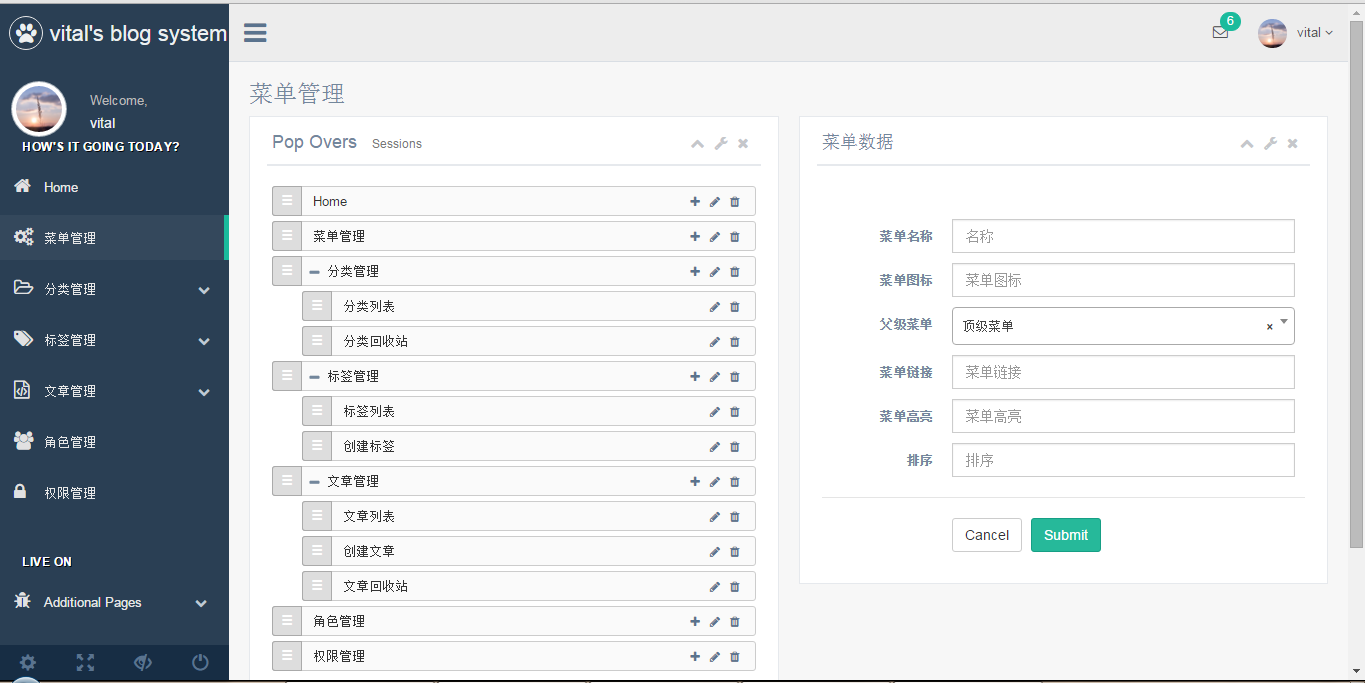 vital's blog system
6
vital
Welcome,
vital
HOW'S IT GOING TODAY?
Home
菜单管理
分类管理
标签管理
文章管理
角色管理
权限管理
LIVE ON
Additional Pages
菜单管理
Pop Overs Sessions
Home
菜单管理
分类管理
分类列表
分类回收站
标签管理
标签列表
创建标签
文章管理
文章列表
创建文章
文章回收站
角色管理
权限管理
菜单数据
菜单名称 名称
菜单图标 菜单图标
父级菜单 顶级菜单 ×
菜单链接 菜单链接
菜单高亮 菜单高亮
排序 排序
Cancel Submit